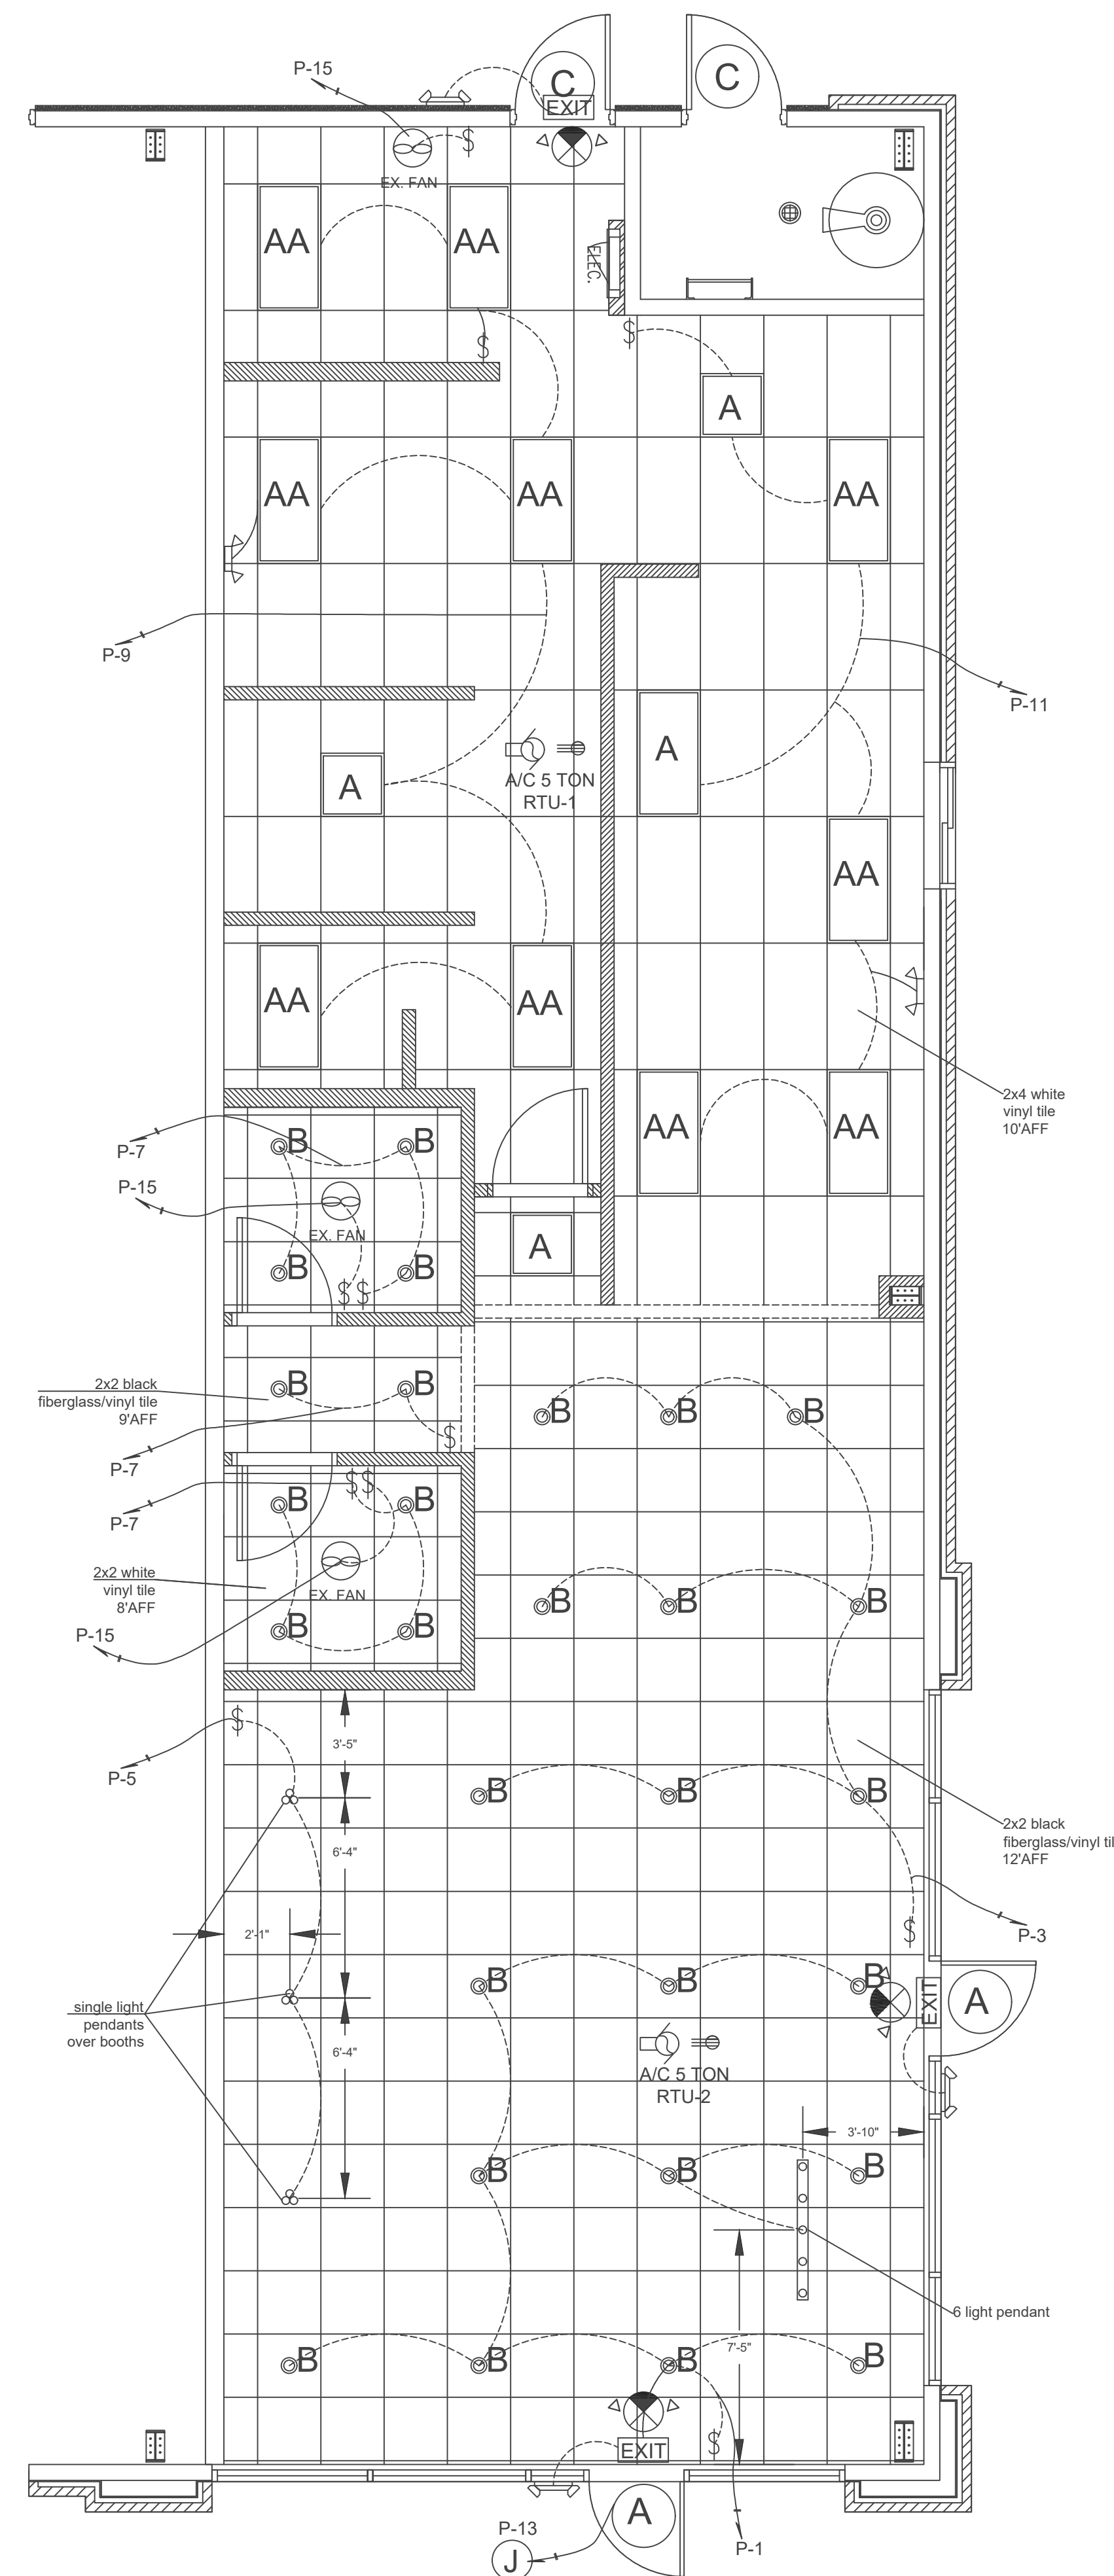 P-15
C
C
EXIT
$
EX. FAN
AA
AA
ELEC.
$
$
A
AA
AA
AA
P-9
P-11
A
A/C 5 TON
RTU-1
A
AA
AA
AA
2x4 white
vinyl tile
10'AFF
AA
AA
P-7
B
B
P-15
EX. FAN
A
B
B
$
$
2x2 black
fiberglass/vinyl tile
9'AFF
B
B
B
B
B
$
P-7
$
$
P-7
B
B
2x2 white
vinyl tile
8'AFF
EX. FAN
B
B
B
B
B
P-15
$
3'-5"
P-5
B
B
B
2x2 black
fiberglass/vinyl til
12'AFF
6'-4"
2'-1"
$
P-3
B
B
B
EXIT
A
single light
pendants
over booths
6'-4"
A/C 5 TON
RTU-2
3'-10"
B
B
B
6 light pendant
7'-5"
B
B
B
B
$
EXIT
A
P-13
J
P-1